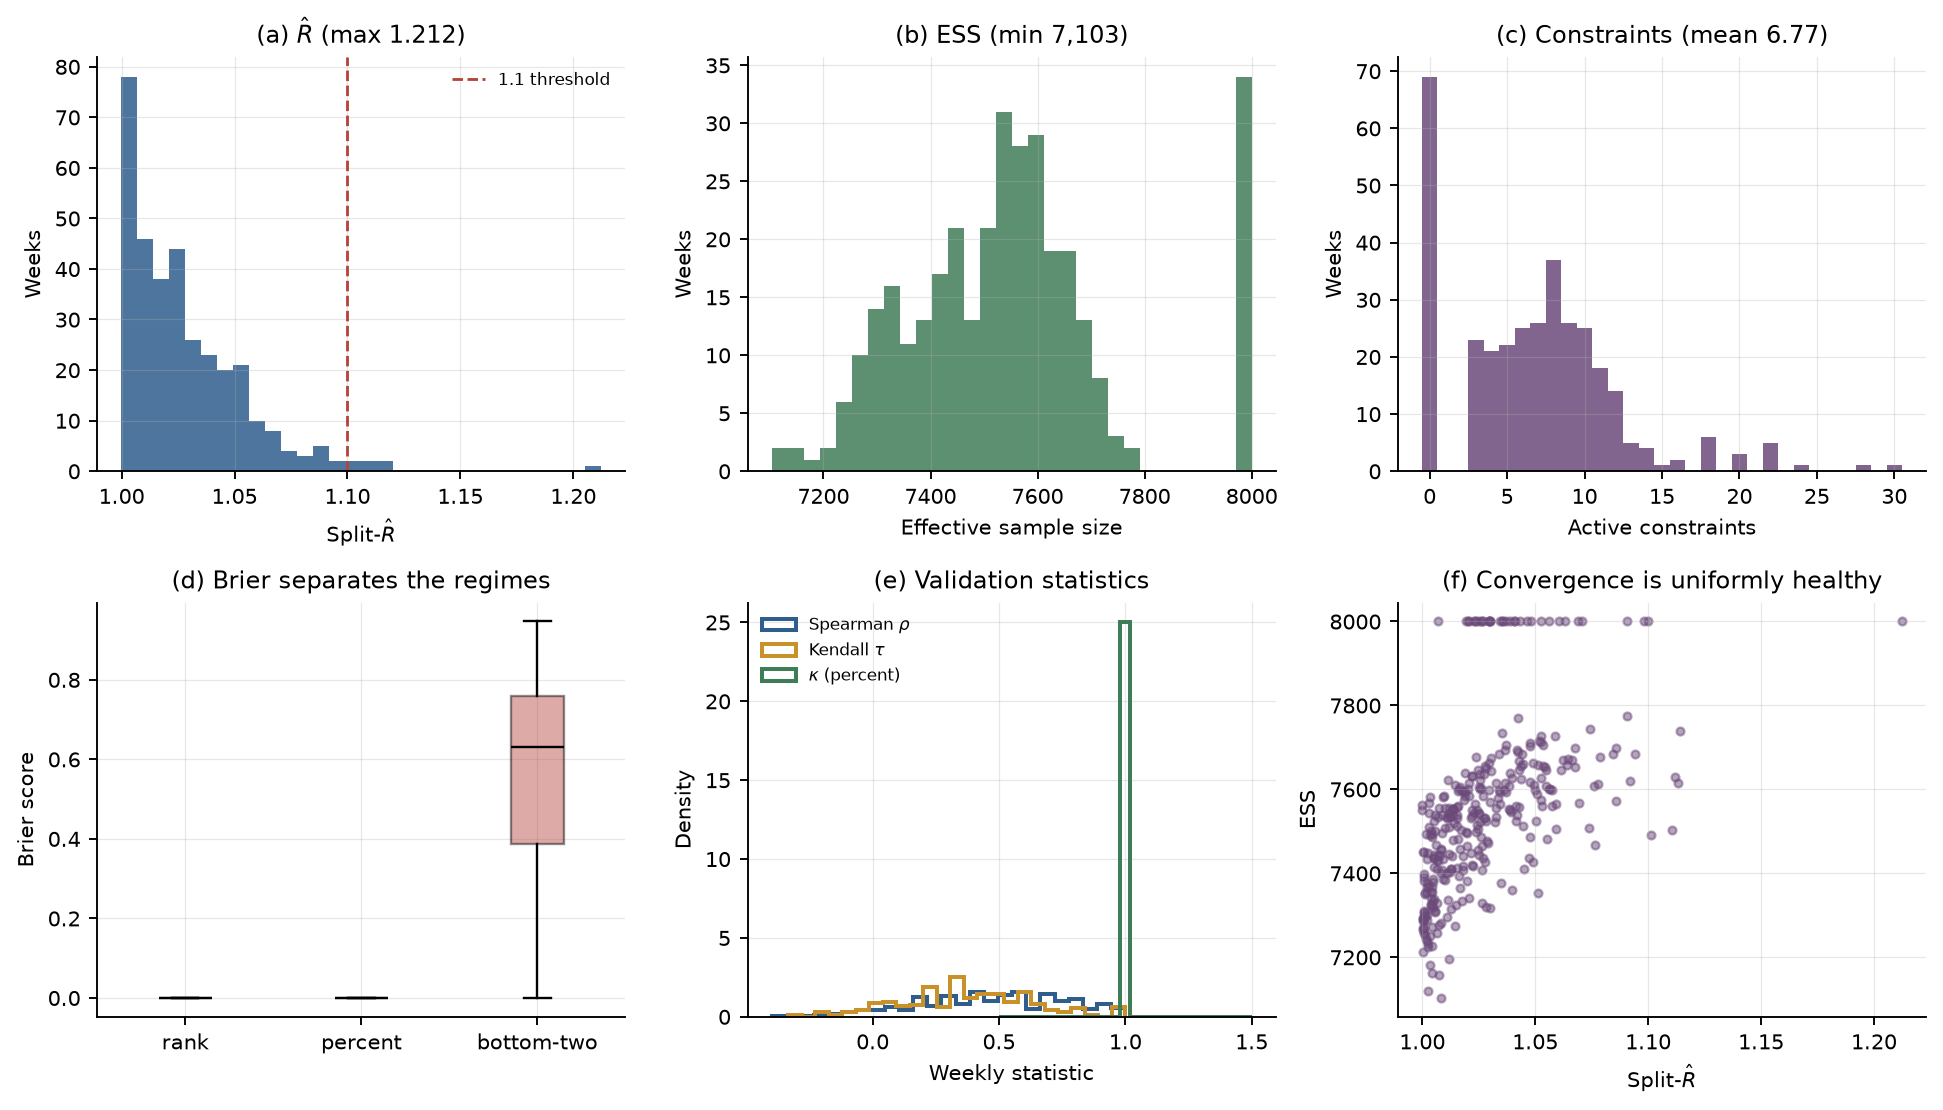 (a) R̂ (max 1.212)
80
70
60
50
40
30
20
10
0
Weeks
1.1 threshold
1.00 1.05 1.10 1.15 1.20
Split-R̂
(b) ESS (min 7,103)
35
30
25
20
15
10
5
0
Weeks
7200 7400 7600 7800 8000
Effective sample size
(c) Constraints (mean 6.77)
70
60
50
40
30
20
10
0
Weeks
0 5 10 15 20 25 30
Active constraints
(d) Brier separates the regimes
0.8
0.6
0.4
0.2
0.0
Brier score
rank percent bottom-two
(e) Validation statistics
25
20
15
10
5
0
Density
Spearman ρ
Kendall τ
κ (percent)
0.0 0.5 1.0 1.5
Weekly statistic
(f) Convergence is uniformly healthy
8000
7800
7600
7400
7200
ESS
1.00 1.05 1.10 1.15 1.20
Split-R̂